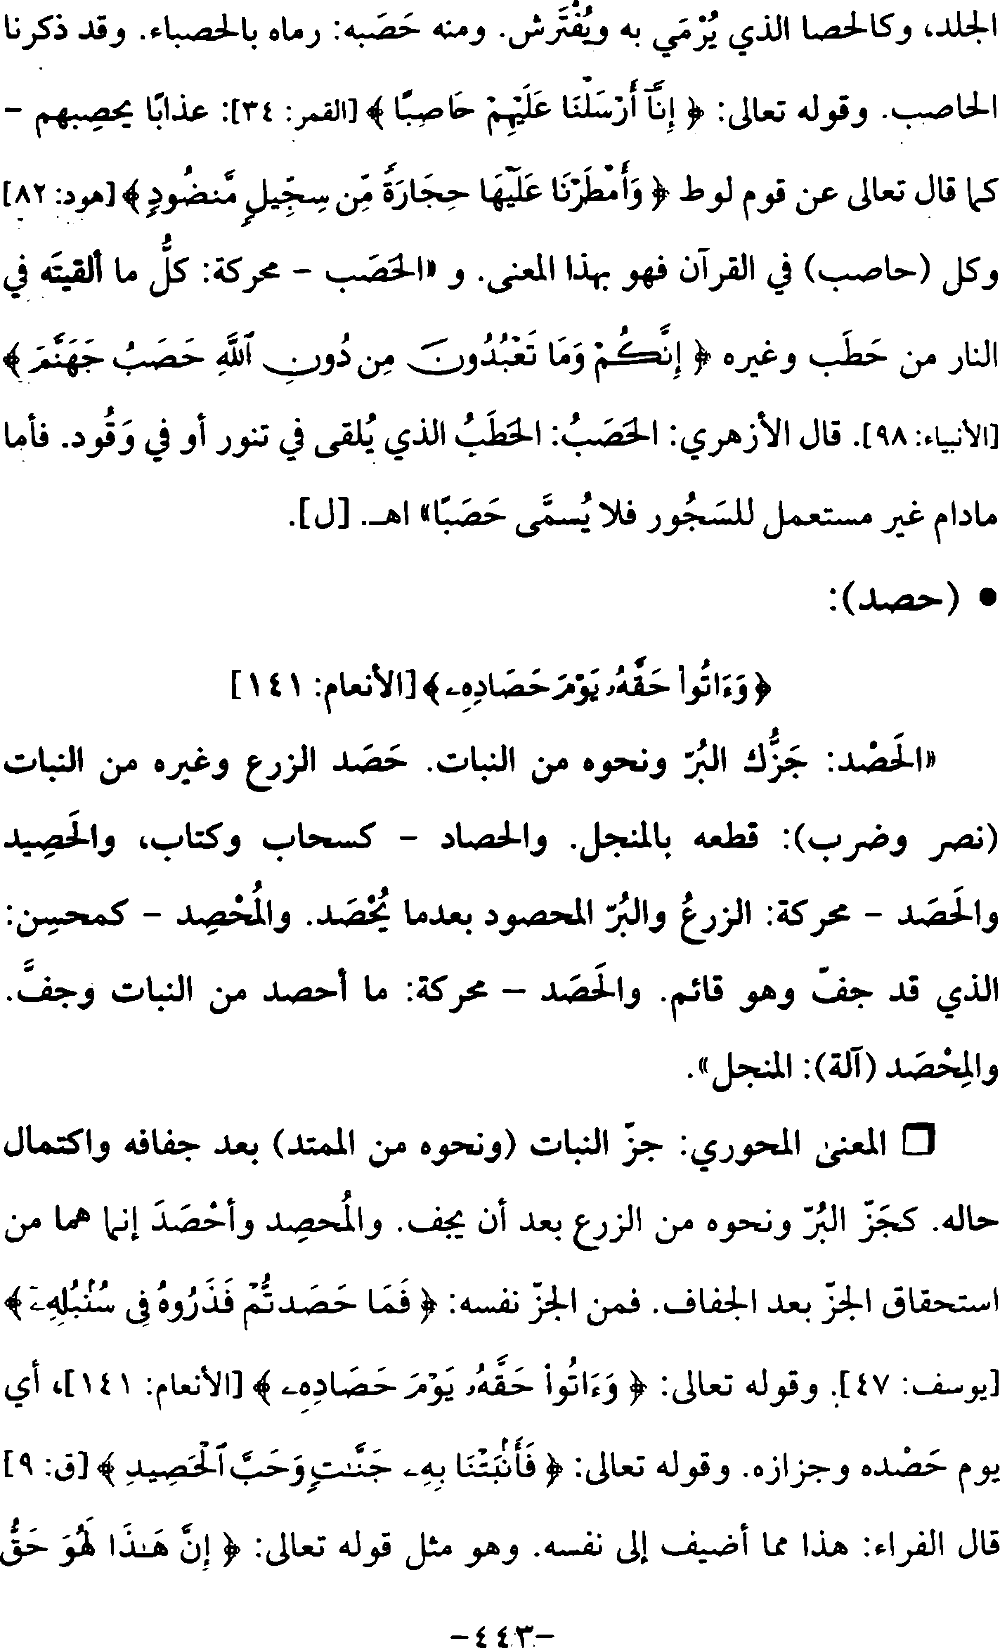 الجلد، وكالحصا الذي يُرْمَي به ويُفْتَرَش. ومنه حَصَبه: رماه بالحصباء. وقد ذكرنا
الحاصب. وقوله تعالى: ﴿ إِنَّآ أَرْسَلْنَا عَلَيْهِمْ حَاصِبًا ﴾ [القمر: ٣٤]: عذابًا يحصِبهم –
كما قال تعالى عن قوم لوط ﴿ وَأَمْطَرْنَا عَلَيْهَا حِجَارَةً مِّن سِجِّيلٍ مَّنضُودٍ ﴾ [هود: ٨٢]
وكل (حاصب) في القرآن فهو بهذا المعنى. و «الحَصَب – محركة: كلُّ ما ألقيتَه في
النار من حَطَب وغيره ﴿ إِنَّكُمْ وَمَا تَعْبُدُونَ مِن دُونِ ٱللَّهِ حَصَبُ جَهَنَّمَ ﴾
[الأنبياء: ٩٨]. قال الأزهري: الحَصَبُ: الحَطَبُ الذي يُلقى في تنور أو في وَقُود. فأما
مادام غير مستعمل للسَجُور فلا يُسمَّى حَصَبًا» اهـ. [ل].
● (حصد):
﴿ وَءَاتُوا۟ حَقَّهُۥ يَوْمَ حَصَادِهِۦ ﴾ [الأنعام: ١٤١]
«الحَصْد: جَزُّك البُرّ ونحوه من النبات. حَصَد الزرع وغيره من النبات
(نصر وضرب): قطعه بالمنجل. والحصاد – كسحاب وكتاب، والحَصِيد
والحَصَد – محركة: الزرعُ والبُرّ المحصود بعدما يُحْصَد. والمُحْصِد – كمحسِن:
الذي قد جفّ وهو قائم. والحَصَد – محركة: ما أحصد من النبات وجفَّ.
والمِحْصَد (آلة): المنجل».
□ المعنى المحوري: جزّ النبات (ونحوه من الممتد) بعد جفافه واكتمال
حاله. كجَزّ البُرّ ونحوه من الزرع بعد أن يجف. والمُحصِد وأحْصَدَ إنما هما من
استحقاق الجزّ بعد الجفاف. فمن الجزّ نفسه: ﴿ فَمَا حَصَدتُّمْ فَذَرُوهُ فِى سُنۢبُلِهِۦٓ ﴾
[يوسف: ٤٧]. وقوله تعالى: ﴿ وَءَاتُوا۟ حَقَّهُۥ يَوْمَ حَصَادِهِۦ ﴾ [الأنعام: ١٤١]، أي
يوم حَصْده وجزازه. وقوله تعالى: ﴿ فَأَنۢبَتْنَا بِهِۦ جَنَّـٰتٍ وَحَبَّ ٱلْحَصِيدِ ﴾ [ق: ٩]
قال الفراء: هذا مما أضيف إلى نفسه. وهو مثل قوله تعالى: ﴿ إِنَّ هَـٰذَا لَهُوَ حَقُّ
-٤٤٣-